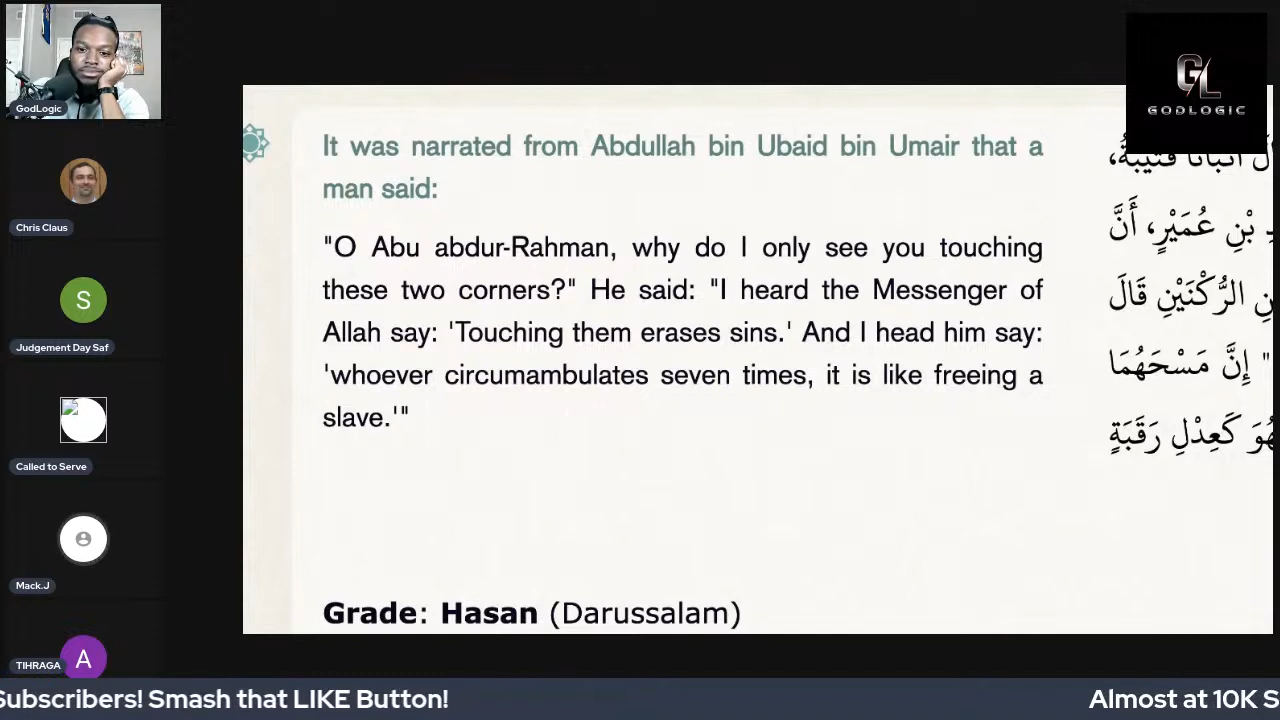 GodLogic
Chris Claus
S
Judgement Day Saf
Called to Serve
Mack.J
A
TIHRAGA
GL
GODLOGIC
It was narrated from Abdullah bin Ubaid bin Umair that a
man said:
"O Abu abdur-Rahman, why do I only see you touching
these two corners?" He said: "I heard the Messenger of
Allah say: 'Touching them erases sins.' And I head him say:
'whoever circumambulates seven times, it is like freeing a
slave.'"
Grade: Hasan (Darussalam)
قُتَيْبَةُ،
بْنِ عُمَيْرٍ، أَنَّ
الرُّكْنَيْنِ قَالَ
" إِنَّ مَسْحَهُمَا
كَعِدْلِ رَقَبَةٍ
Subscribers! Smash that LIKE Button!
Almost at 10K S